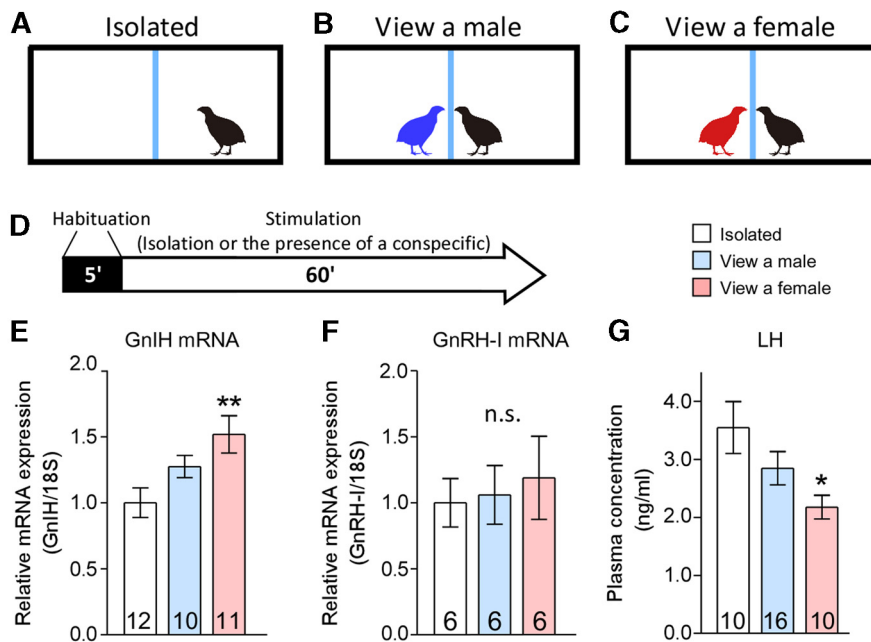 A
Isolated
B
View a male
C
View a female
D
Habituation
Stimulation
(Isolation or the presence of a conspecific)
5'
60'
Isolated
View a male
View a female
E
GnIH mRNA
Relative mRNA expression
(GnIH/18S)
2.0
1.5
1.0
0.5
0.0
**
12
10
11
F
GnRH-I mRNA
Relative mRNA expression
(GnRH-I/18S)
2.0
1.5
1.0
0.5
0.0
n.s.
6
6
6
G
LH
Plasma concentration
(ng/ml)
4.0
3.0
2.0
1.0
0.0
*
10
16
10